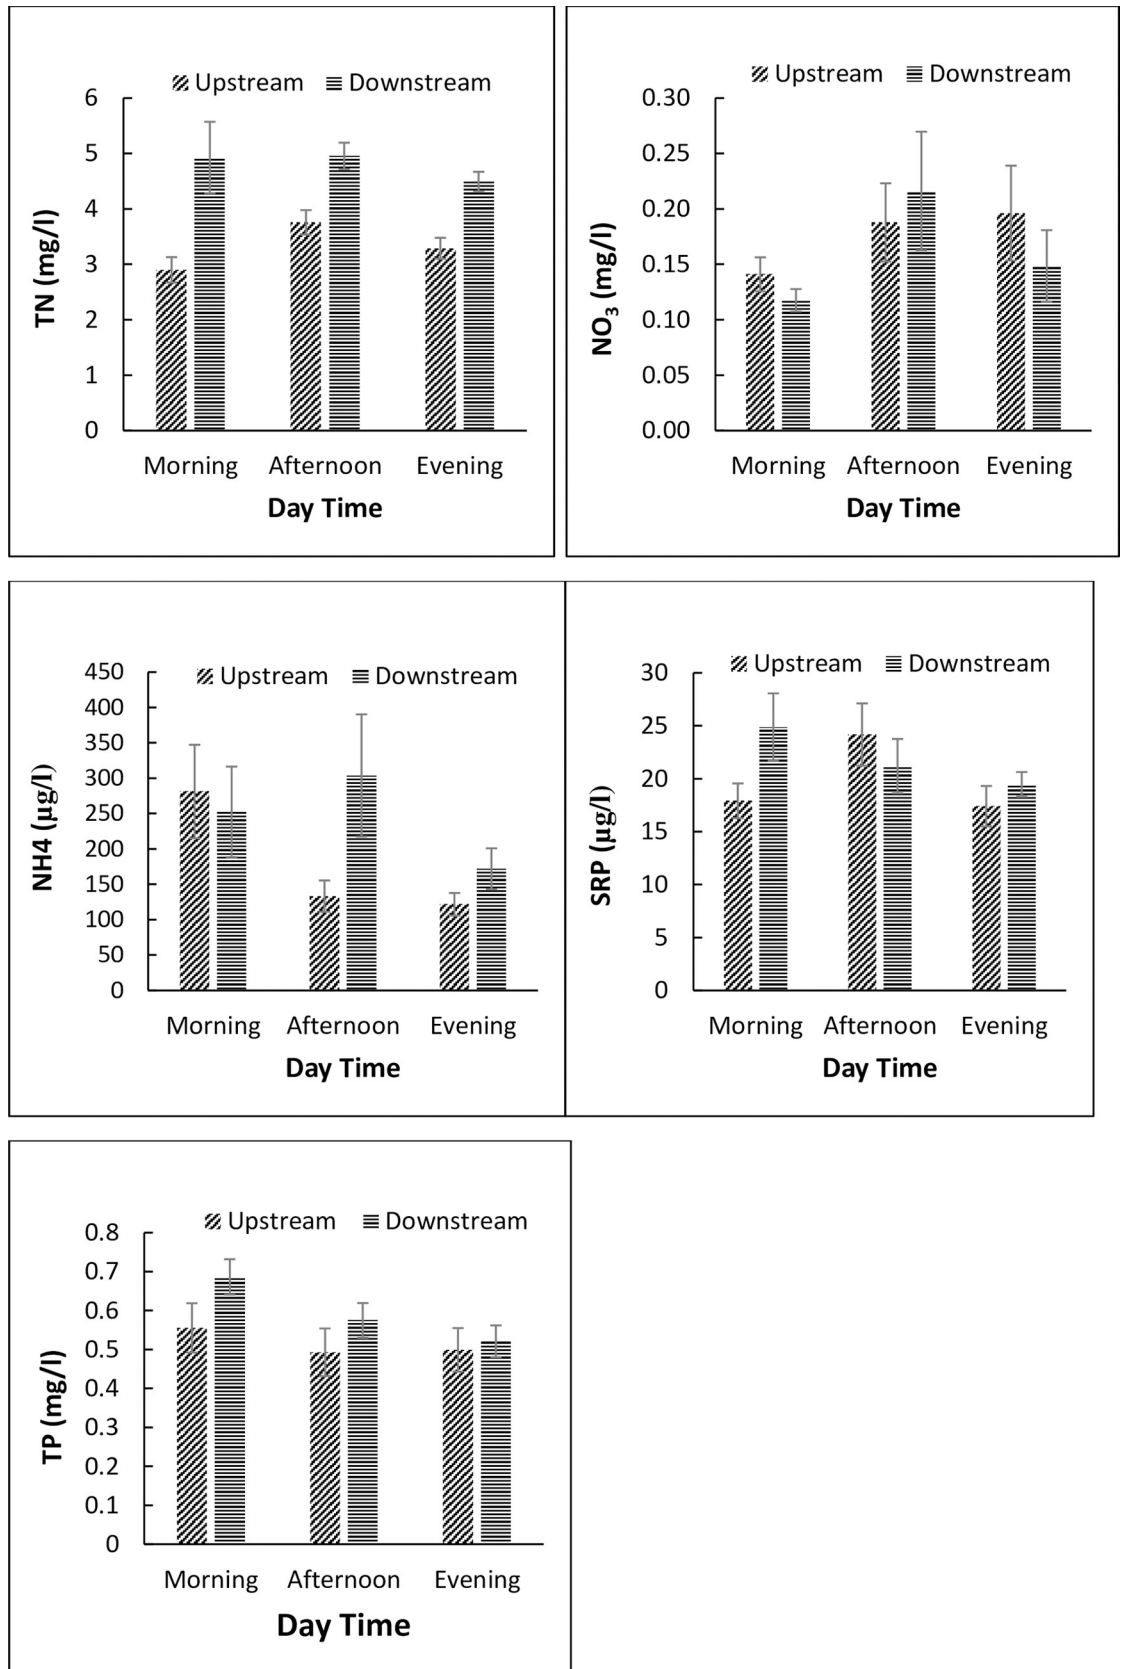 Upstream Downstream
6
5
4
3
2
1
0
TN (mg/l)
Morning Afternoon Evening
Day Time
Upstream Downstream
0.30
0.25
0.20
0.15
0.10
0.05
0.00
NO₃ (mg/l)
Morning Afternoon Evening
Day Time
Upstream Downstream
450
400
350
300
250
200
150
100
50
0
NH4 (µg/l)
Morning Afternoon Evening
Day Time
Upstream Downstream
30
25
20
15
10
5
0
SRP (µg/l)
Morning Afternoon Evening
Day Time
Upstream Downstream
0.8
0.7
0.6
0.5
0.4
0.3
0.2
0.1
0
TP (mg/l)
Morning Afternoon Evening
Day Time